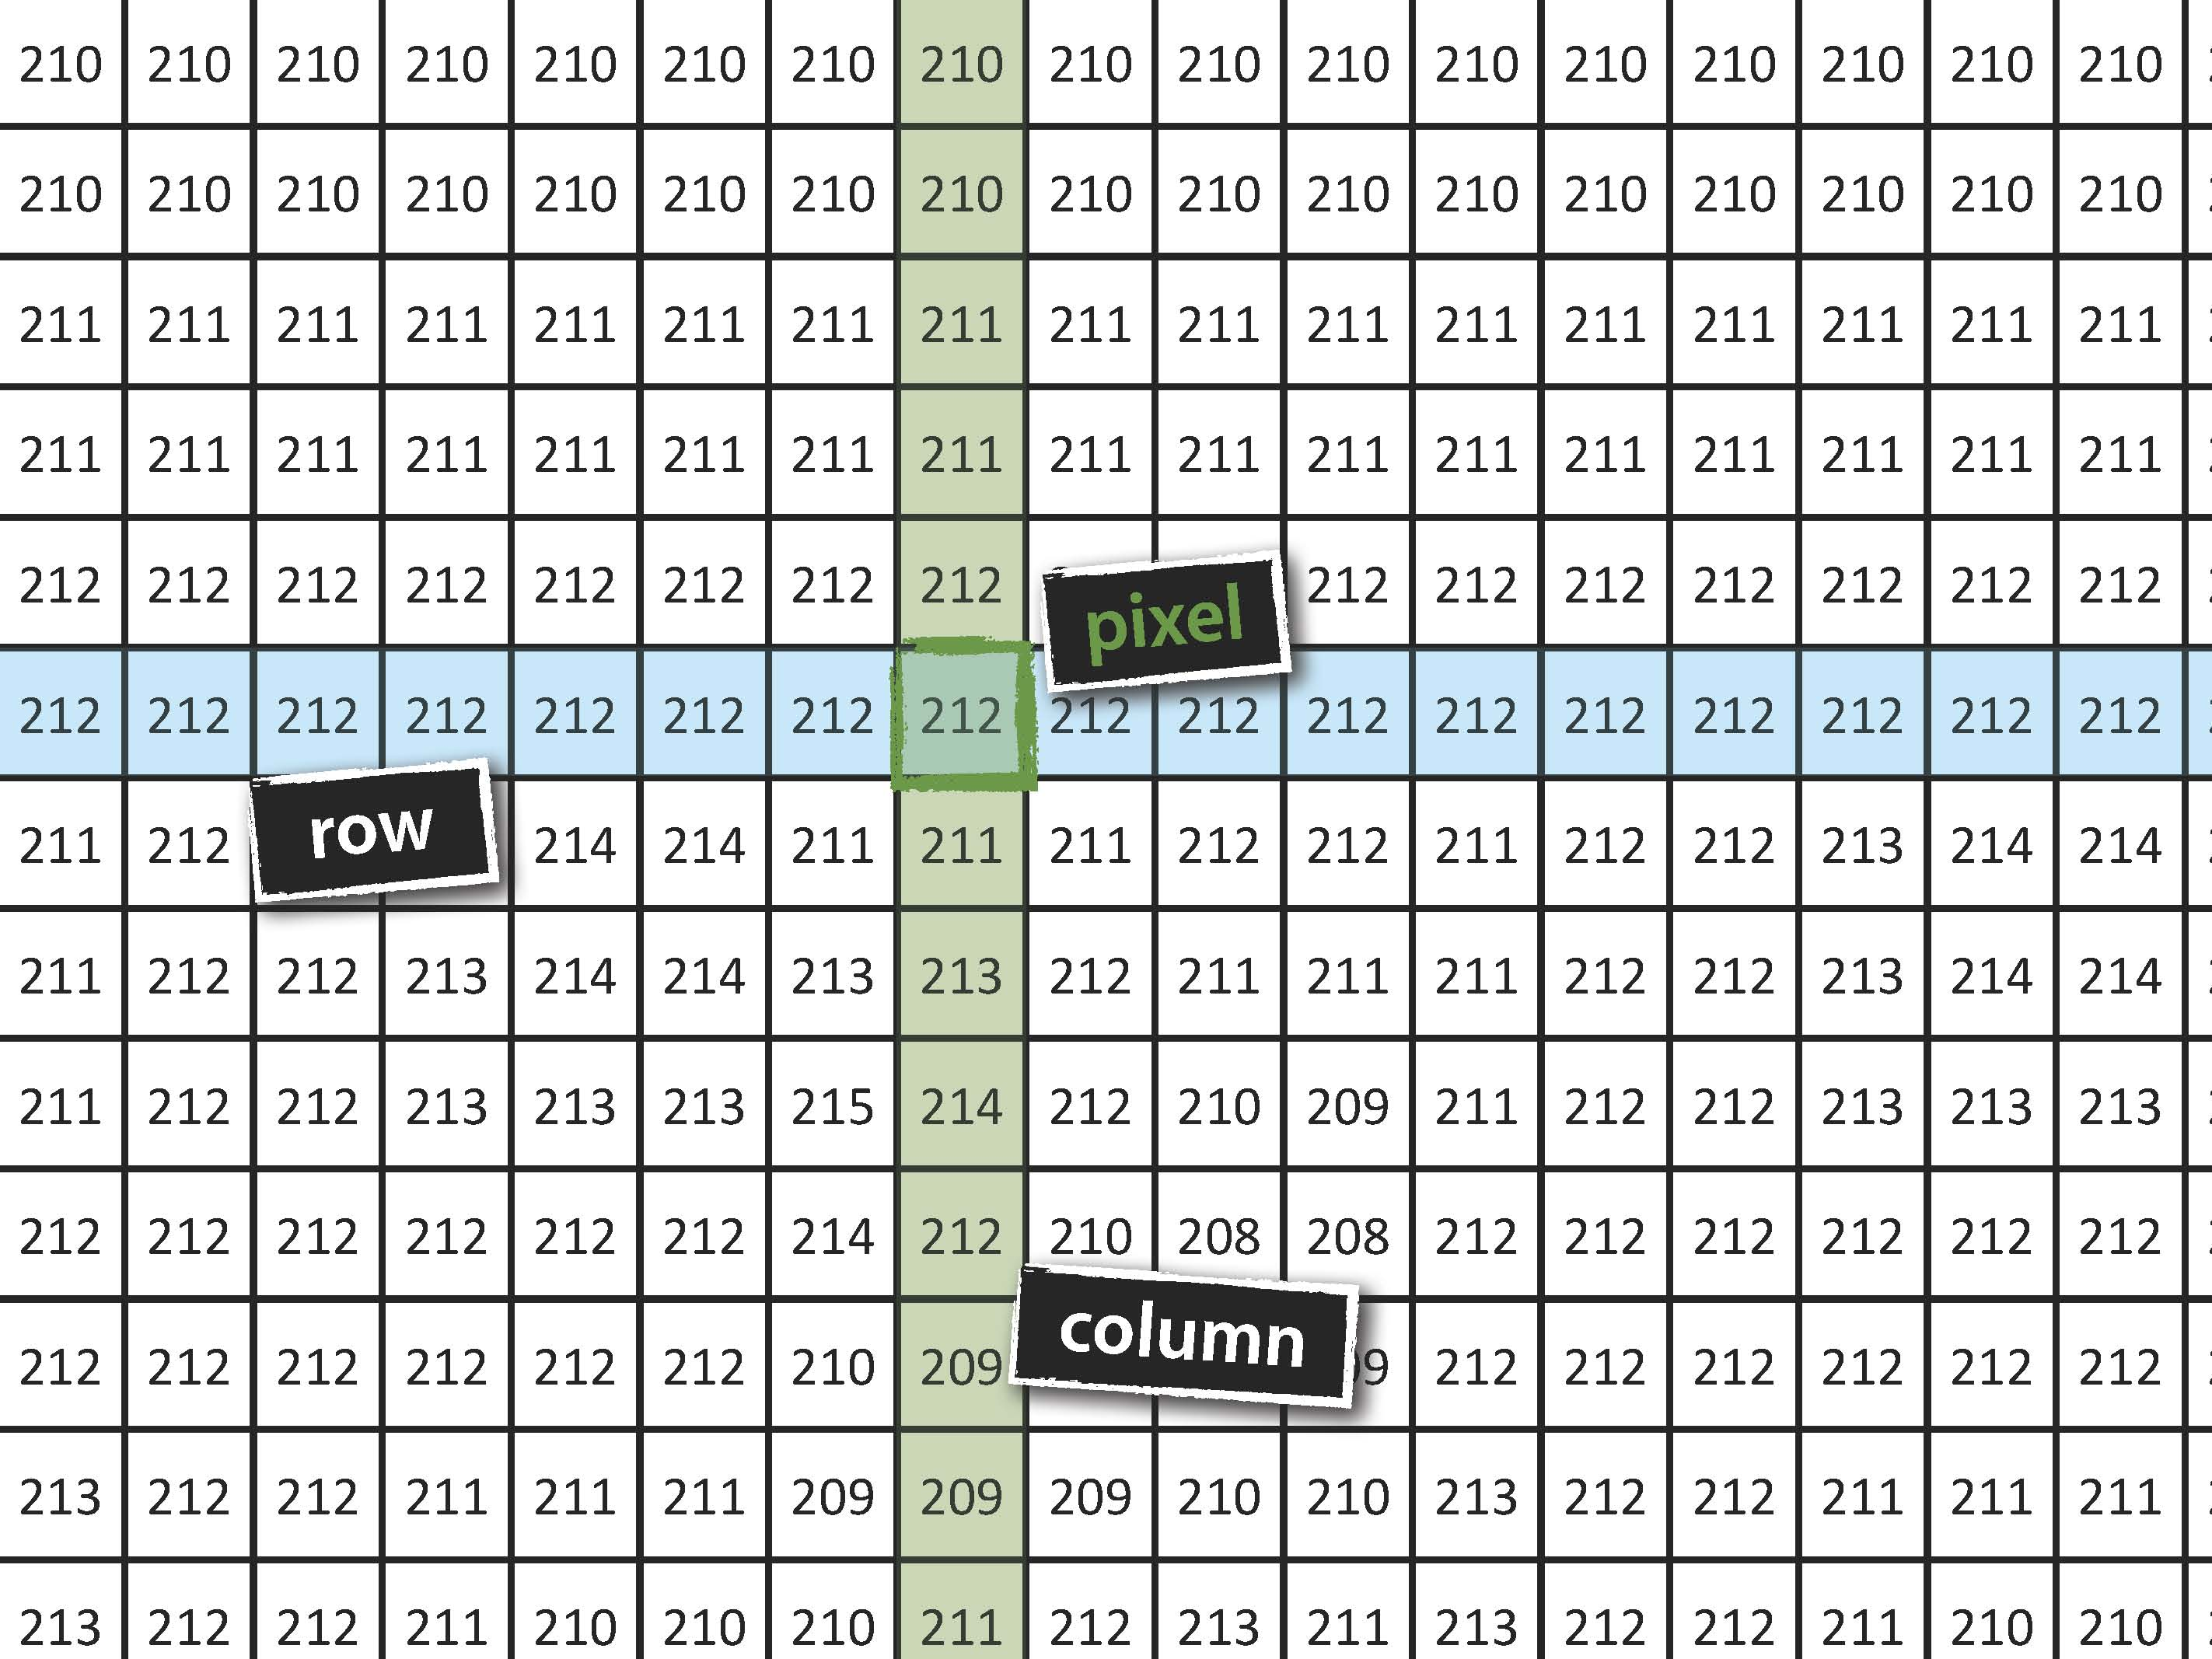 210 210 210 210 210 210 210 210 210 210 210 210 210 210 210 210 210
210 210 210 210 210 210 210 210 210 210 210 210 210 210 210 210 210
211 211 211 211 211 211 211 211 211 211 211 211 211 211 211 211 211
211 211 211 211 211 211 211 211 211 211 211 211 211 211 211 211 211
212 212 212 212 212 212 212 212 212 212 212 212 212 212 212
pixel
212 212 212 212 212 212 212 212 212 212 212 212 212 212 212 212 212
211 212 214 214 211 211 211 212 212 211 212 212 213 214 214
row
211 212 212 213 214 214 213 213 212 211 211 211 212 212 213 214 214
211 212 212 213 213 213 215 214 212 210 209 211 212 212 213 213 213
212 212 212 212 212 212 214 212 210 208 208 212 212 212 212 212 212
column
212 212 212 212 212 212 210 209 212 212 212 212 212 212
213 212 212 211 211 211 209 209 209 210 210 213 212 212 211 211 211
213 212 212 211 210 210 210 211 212 213 211 213 212 212 211 210 210